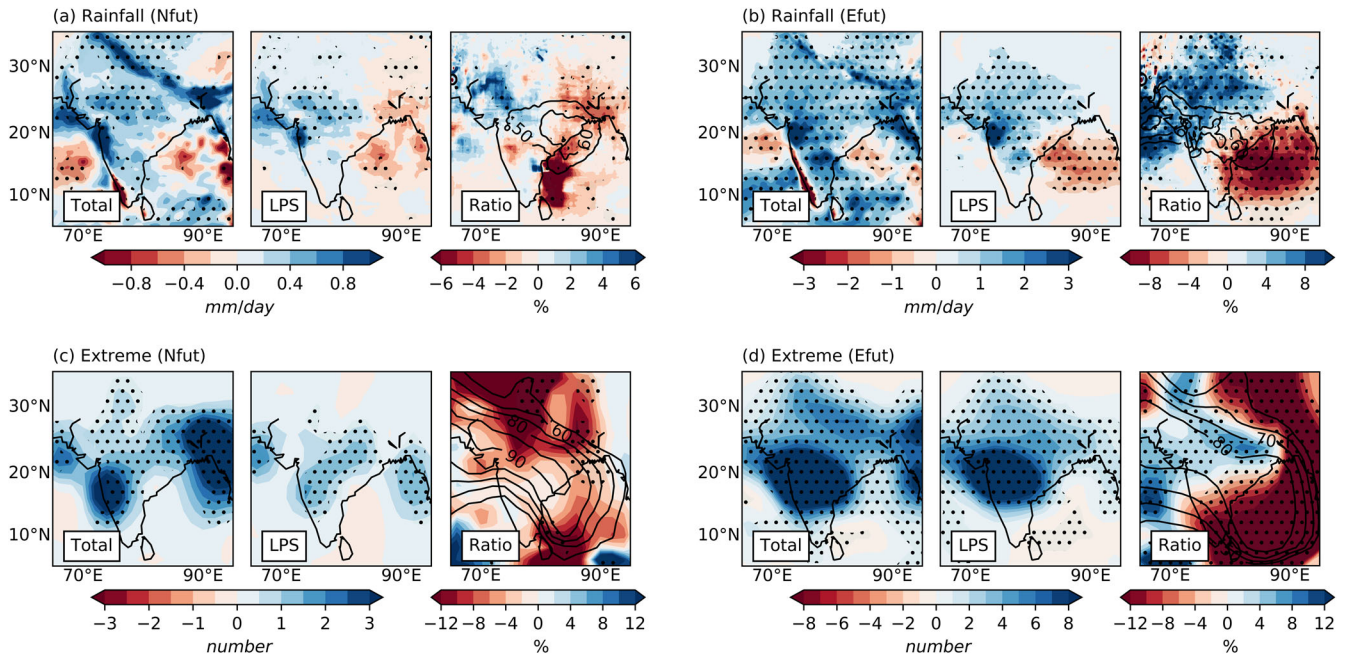 (a) Rainfall (Nfut)
(b) Rainfall (Efut)
30°N
20°N
10°N
Total
LPS
Ratio
50
60
70°E 90°E 70°E 90°E 70°E 90°E
−0.8 −0.4 0.0 0.4 0.8
mm/day
−6 −4 −2 0 2 4 6
%
30°N
20°N
10°N
Total
LPS
Ratio
70°E 90°E 70°E 90°E 70°E 90°E
−3 −2 −1 0 1 2 3
mm/day
−8 −4 0 4 8
%
(c) Extreme (Nfut)
(d) Extreme (Efut)
30°N
20°N
10°N
Total
LPS
Ratio
80
60
90
70°E 90°E 70°E 90°E 70°E 90°E
−3 −2 −1 0 1 2 3
number
−12 −8 −4 0 4 8 12
%
30°N
20°N
10°N
Total
LPS
Ratio
70
80
70°E 90°E 70°E 90°E 70°E 90°E
−8 −6 −4 −2 0 2 4 6 8
number
−12 −8 −4 0 4 8 12
%